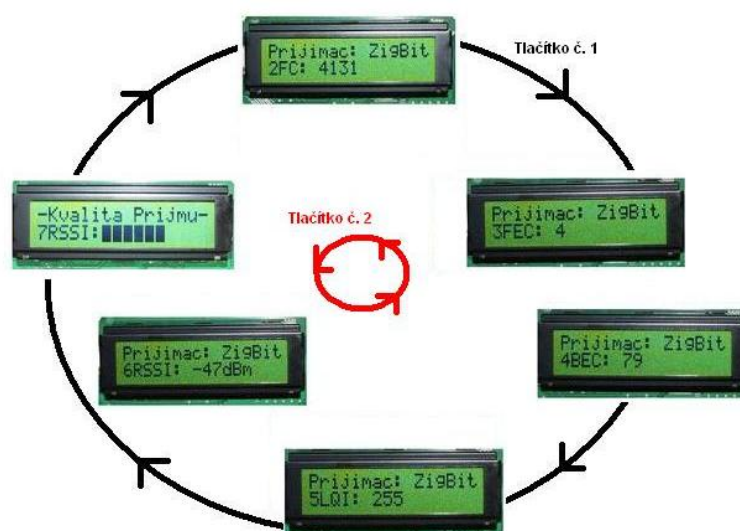 Prijimac: ZigBit
2FC: 4131
Tlačítko č. 1
Prijimac: ZigBit
3FEC: 4
Prijimac: ZigBit
4BEC: 79
Prijimac: ZigBit
5LQI: 255
Prijimac: ZigBit
6RSSI: -47dBm
-Kvalita Prijmu-
7RSSI:
Tlačítko č. 2